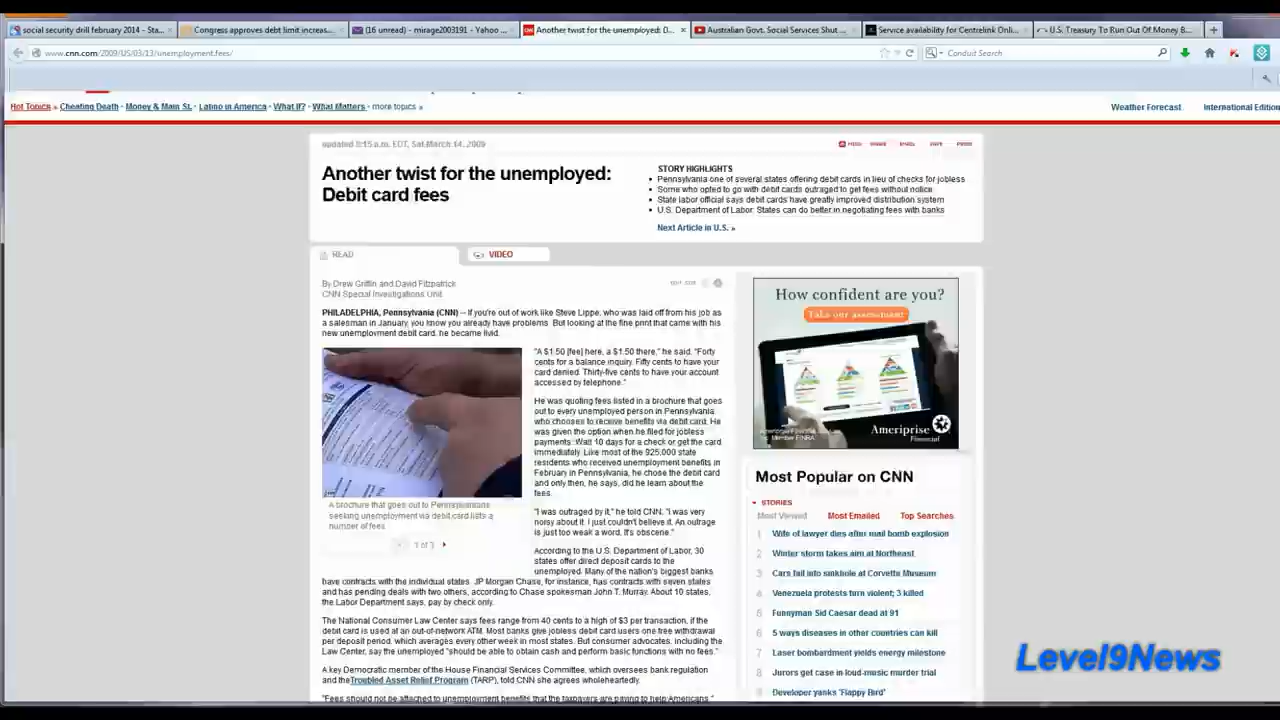 social security drill february 2014 - Sta...
Congress approves debt limit increas...
(16 unread) - mirage2003191 - Yahoo ...
Another twist for the unemployed: D...
Australian Govt. Social Services Shut ...
Service availability for Centrelink Onli...
U.S. Treasury To Run Out Of Money B...
www.cnn.com/2009/US/03/13/unemployment.fees/
Conduit Search
Hot Topics » Cheating Death · Money & Main St. · Latino in America · What If? · What Matters · more topics »
Weather Forecast
International Edition
updated 8:15 a.m. EDT, Sat March 14, 2009
Another twist for the unemployed:
Debit card fees
STORY HIGHLIGHTS
Pennsylvania one of several states offering debit cards in lieu of checks for jobless
Some who opted to go with debit cards outraged to get fees without notice
State labor official says debit cards have greatly improved distribution system
U.S. Department of Labor: States can do better in negotiating fees with banks
Next Article in U.S. »
READ
VIDEO
By Drew Griffin and David Fitzpatrick
CNN Special Investigations Unit
PHILADELPHIA, Pennsylvania (CNN) -- If you're out of work like Steve Lippe, who was laid off from his job as
a salesman in January, you know you already have problems. But looking at the fine print that came with his
new unemployment debit card, he became livid.
"A $1.50 [fee] here, a $1.50 there," he said. "Forty
cents for a balance inquiry. Fifty cents to have your
card denied. Thirty-five cents to have your account
accessed by telephone."
He was quoting fees listed in a brochure that goes
out to every unemployed person in Pennsylvania
who chooses to receive benefits via debit card. He
was given the option when he filed for jobless
payments: Wait 10 days for a check or get the card
immediately. Like most of the 925,000 state
residents who received unemployment benefits in
February in Pennsylvania, he chose the debit card
and only then, he says, did he learn about the
fees.
A brochure that goes out to Pennsylvanians
seeking unemployment via debit card lists a
number of fees.
1 of 3
"I was outraged by it," he told CNN. "I was very
noisy about it. I just couldn't believe it. An outrage
is just too weak a word. It's obscene."
According to the U.S. Department of Labor, 30
states offer direct deposit cards to the
unemployed. Many of the nation's biggest banks
have contracts with the individual states. JP Morgan Chase, for instance, has contracts with seven states
and has pending deals with two others, according to Chase spokesman John T. Murray. About 10 states,
the Labor Department says, pay by check only.
The National Consumer Law Center says fees range from 40 cents to a high of $3 per transaction, if the
debit card is used at an out-of-network ATM. Most banks give jobless debit card users one free withdrawal
per deposit period, which averages every other week in most states. But consumer advocates, including the
Law Center, say the unemployed "should be able to obtain cash and perform basic functions with no fees."
A key Democratic member of the House Financial Services Committee, which oversees bank regulation
and the Troubled Asset Relief Program (TARP), told CNN she agrees wholeheartedly.
"Fees should not be attached to unemployment benefits that the taxpayers are paying to help Americans,"
How confident are you?
Take our assessment
Ameriprise
Financial
Most Popular on CNN
STORIES
Most Viewed
Most Emailed
Top Searches
1 Wife of lawyer dies after mail bomb explosion
2 Winter storm takes aim at Northeast
3 Cars fall into sinkhole at Corvette Museum
4 Venezuela protests turn violent; 3 killed
5 Funnyman Sid Caesar dead at 91
6 5 ways diseases in other countries can kill
7 Laser bombardment yields energy milestone
8 Jurors get case in loud-music murder trial
9 Developer yanks 'Flappy Bird'
Level9News